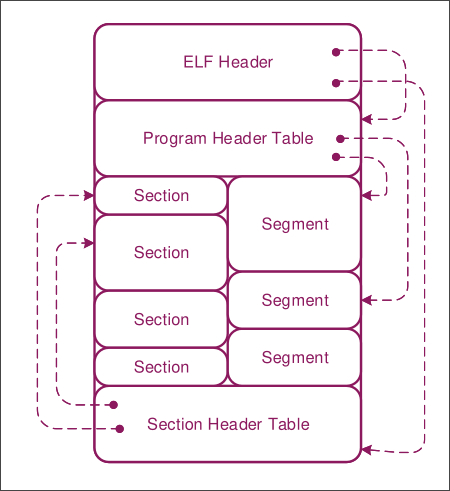 ELF Header
Program Header Table
Section
Segment
Section
Segment
Section
Segment
Section
Section Header Table